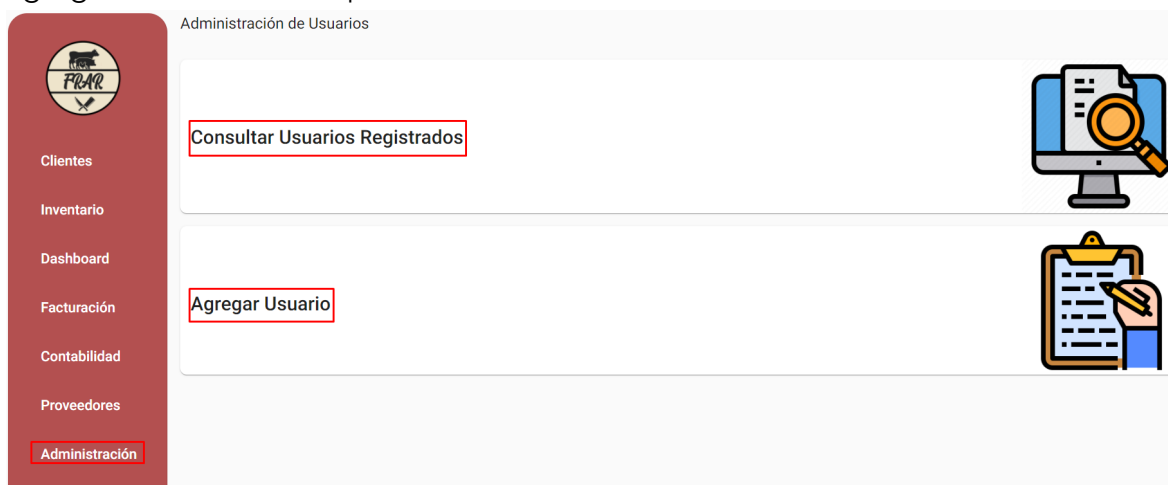 Administración de Usuarios
FRAR
Consultar Usuarios Registrados
Clientes
Inventario
Dashboard
Agregar Usuario
Facturación
Contabilidad
Proveedores
Administración